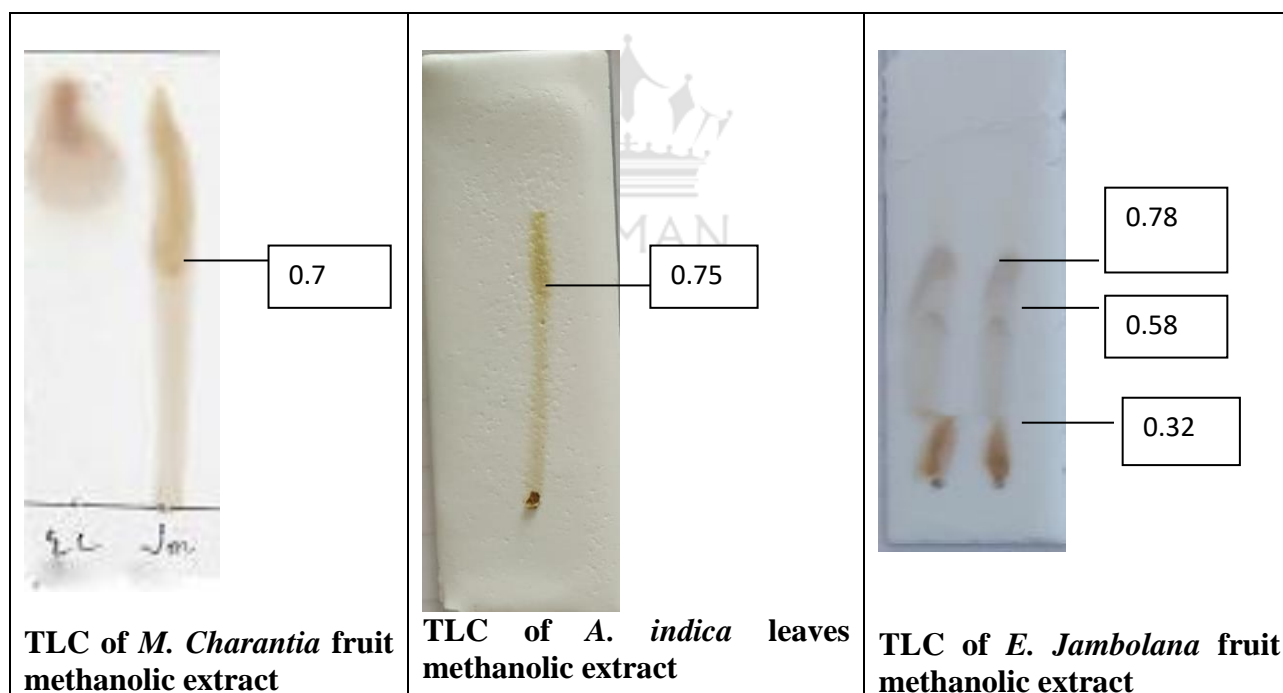 0.7
TLC of M. Charantia fruit
methanolic extract
MAN
0.75
TLC of A. indica leaves
methanolic extract
0.78
0.58
0.32
TLC of E. Jambolana fruit
methanolic extract